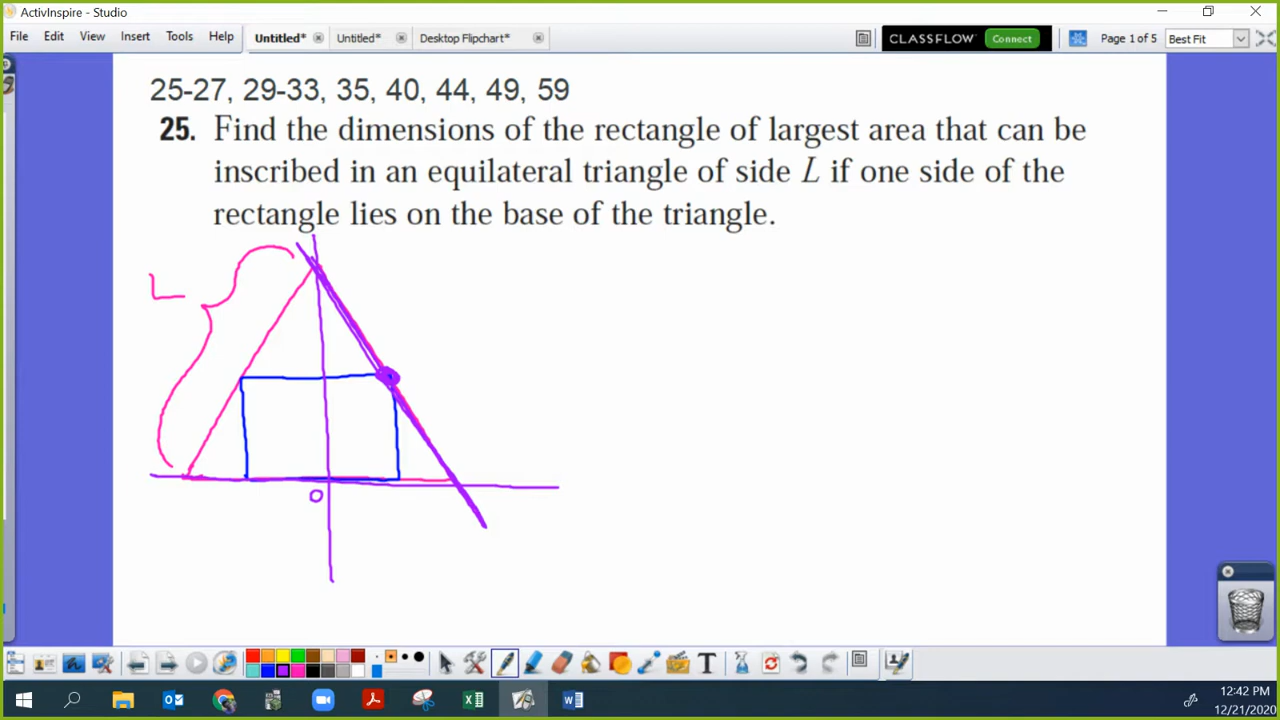 ActivInspire - Studio
File Edit View Insert Tools Help
Untitled* Untitled* Desktop Flipchart*
CLASSFLOW Connect
Page 1 of 5 Best Fit
25-27, 29-33, 35, 40, 44, 49, 59
25. Find the dimensions of the rectangle of largest area that can be
inscribed in an equilateral triangle of side L if one side of the
rectangle lies on the base of the triangle.
L
0
T
12:42 PM
12/21/2020